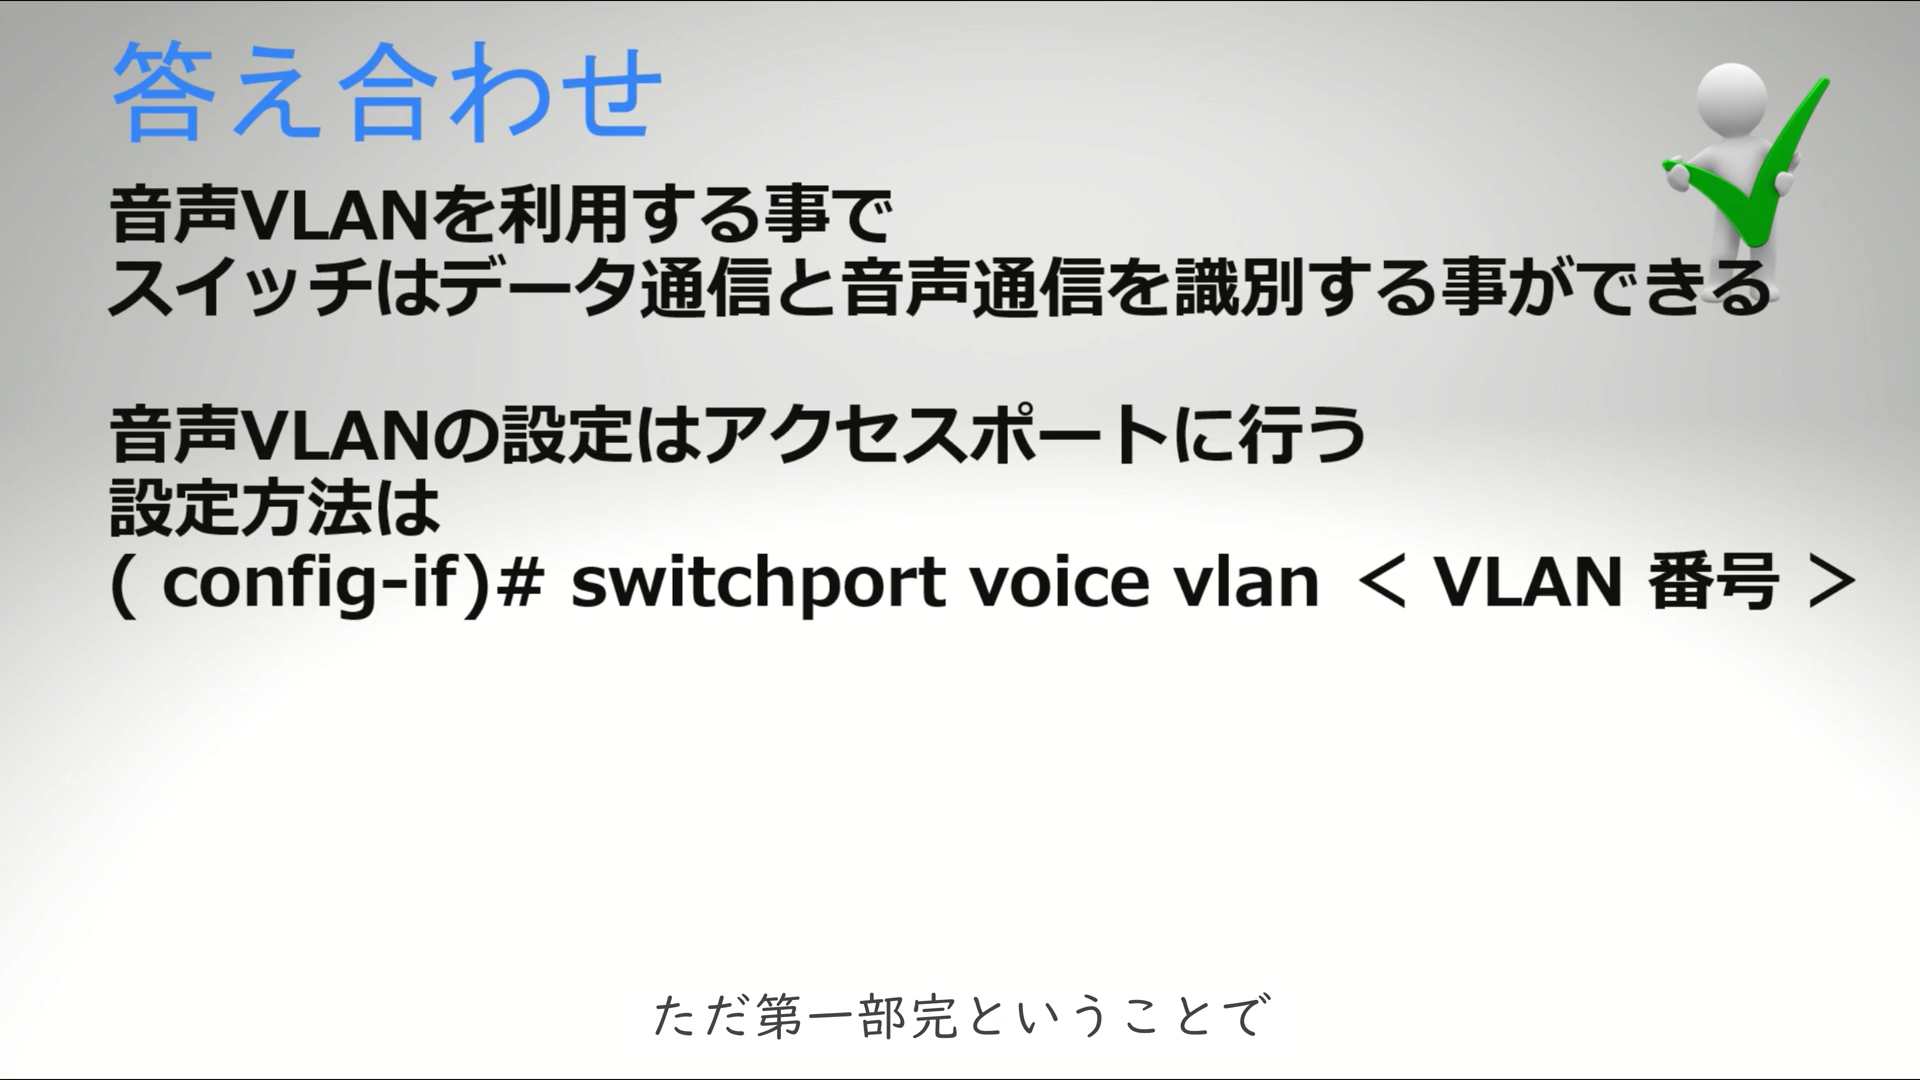 答え合わせ
音声VLANを利用する事で
スイッチはデータ通信と音声通信を識別する事ができる
音声VLANの設定はアクセスポートに行う
設定方法は
( config-if)# switchport voice vlan ＜ VLAN 番号 ＞
ただ第一部完ということで